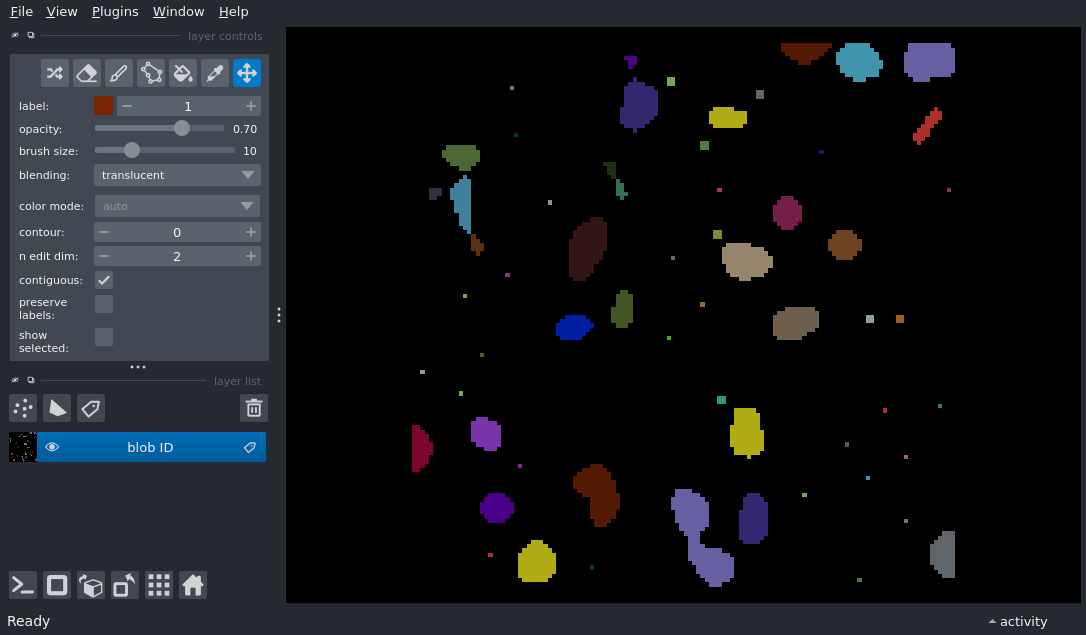 File View Plugins Window Help
layer controls
label: 1
opacity: 0.70
brush size: 10
blending: translucent
color mode: auto
contour: 0
n edit dim: 2
contiguous:
preserve
labels:
show
selected:
layer list
blob ID
Ready
activity